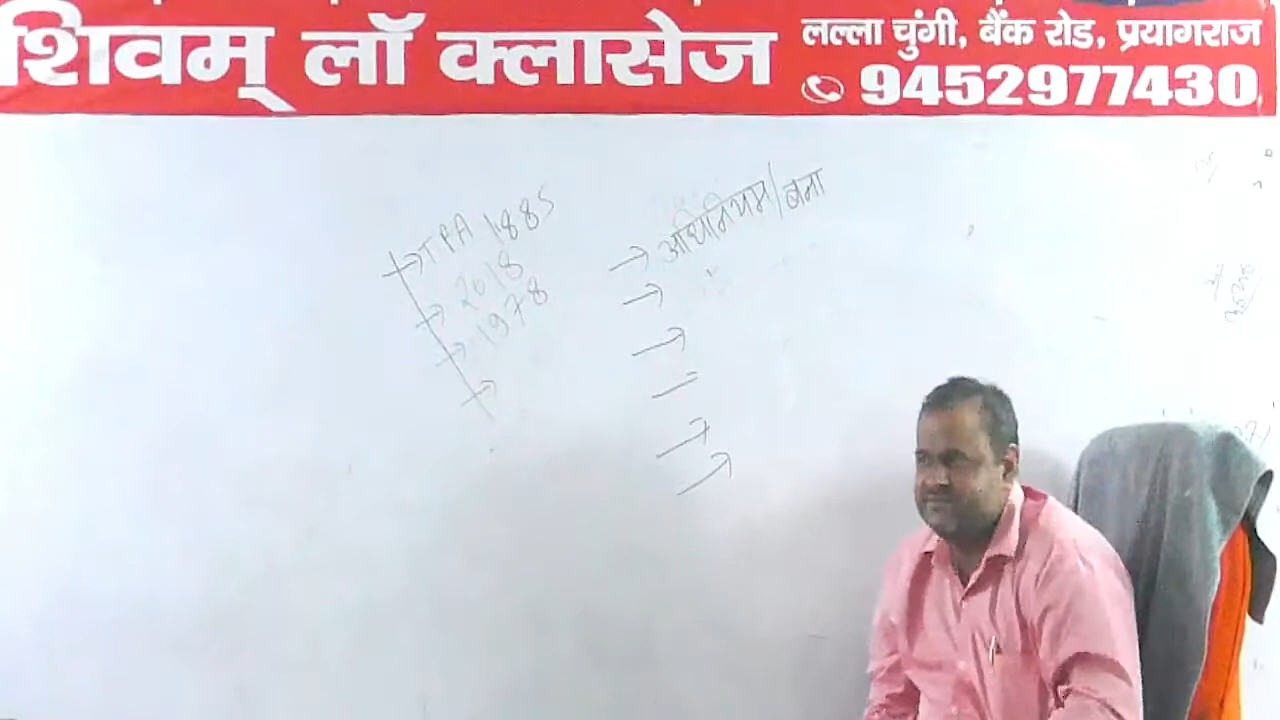 शिवम् लॉ क्लासेज
लल्ला चुंगी, बैंक रोड, प्रयागराज
9452977430
TPA 1885
2018
1978
अधिनियम/बना